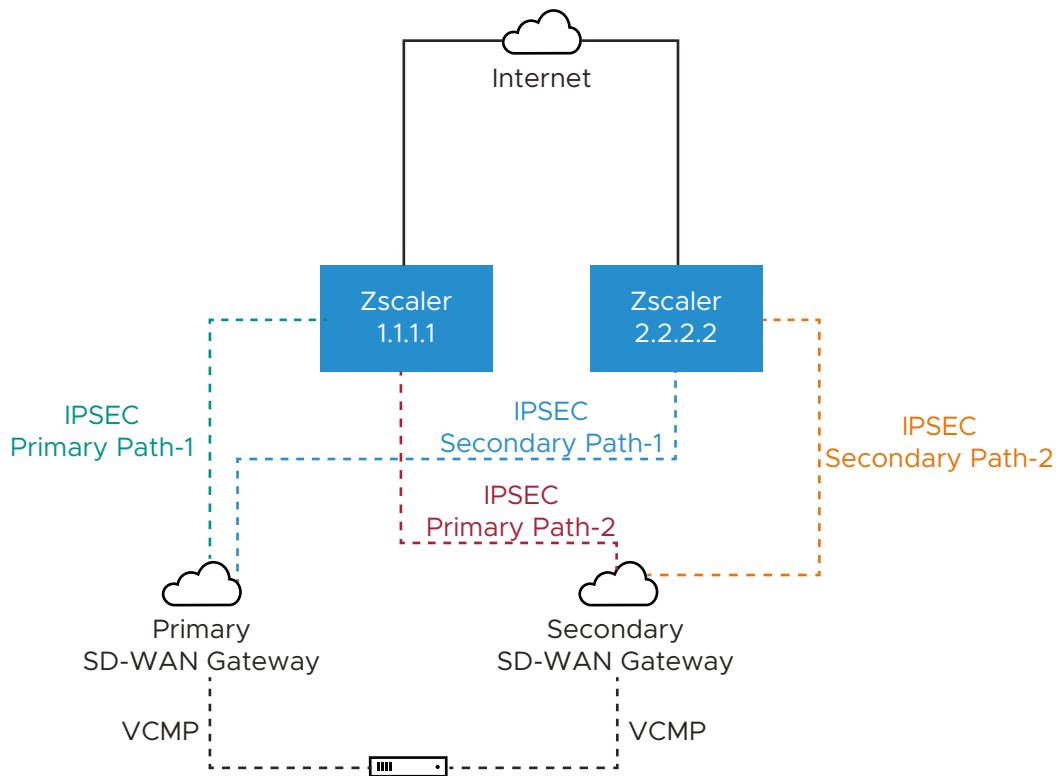 Internet
Zscaler
1.1.1.1
Zscaler
2.2.2.2
IPSEC
Primary Path-1
IPSEC
Secondary Path-1
IPSEC
Secondary Path-2
IPSEC
Primary Path-2
Primary
SD-WAN Gateway
Secondary
SD-WAN Gateway
VCMP
VCMP